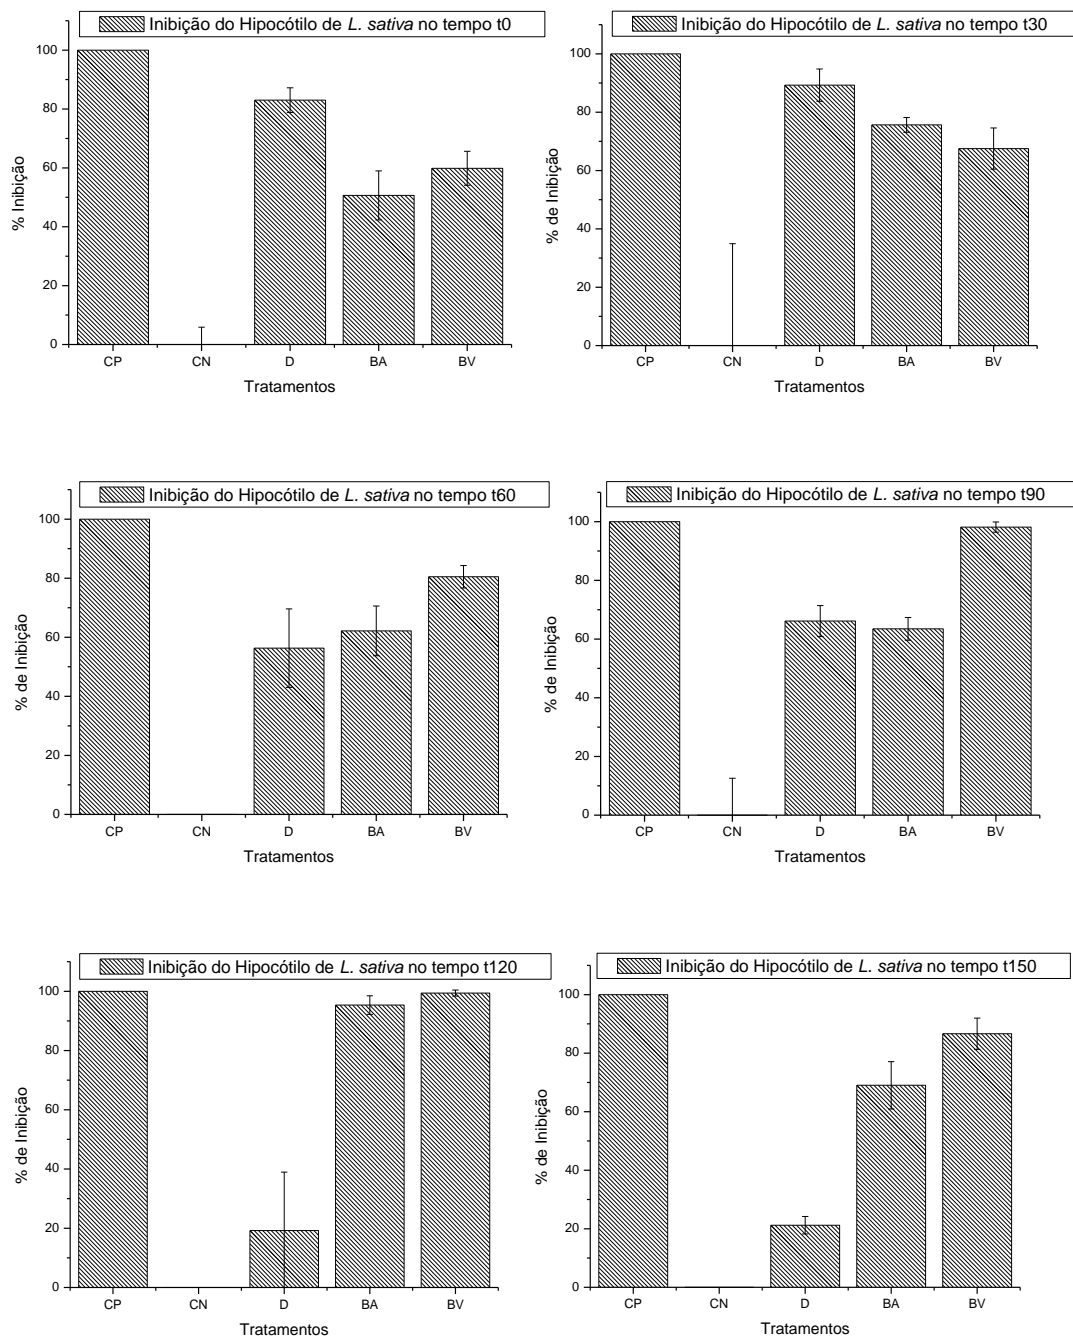 Inibição do Hipocótilo de L. sativa no tempo t0
% Inibição
100
80
60
40
20
0
CP CN D BA BV
Tratamentos
Inibição do Hipocótilo de L. sativa no tempo t30
% de Inibição
100
80
60
40
20
0
CP CN D BA BV
Tratamentos
Inibição do Hipocótilo de L. sativa no tempo t60
% de Inibição
100
80
60
40
20
0
CP CN D BA BV
Tratamentos
Inibição do Hipocótilo de L. sativa no tempo t90
% de Inibição
100
80
60
40
20
0
CP CN D BA BV
Tratamentos
Inibição do Hipocótilo de L. sativa no tempo t120
% de Inibição
100
80
60
40
20
0
CP CN D BA BV
Tratamentos
Inibição do Hipocótilo de L. sativa no tempo t150
% de Inibição
100
80
60
40
20
0
CP CN D BA BV
Tratamentos